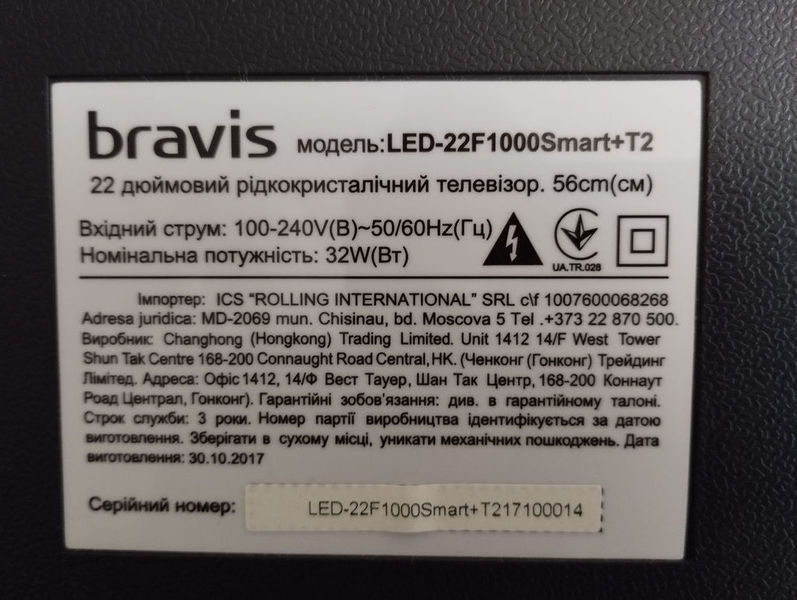 bravis модель:LED-22F1000Smart+T2
22 дюймовий рідкокристалічний телевізор. 56cm(см)
Вхідний струм: 100-240V(В)~50/60Hz(Гц)
Номінальна потужність: 32W(Вт)
UA.TR.028
Імпортер: ICS "ROLLING INTERNATIONAL" SRL c\f 1007600068268
Adresa juridica: MD-2069 mun. Chisinau, bd. Moscova 5 Tel .+373 22 870 500.
Виробник: Changhong (Hongkong) Trading Limited. Unit 1412 14/F West Tower
Shun Tak Centre 168-200 Connaught Road Central,HK. (Ченконг (Гонконг) Трейдинг
Лімітед. Адреса: Офіс 1412, 14/Ф Вест Тауер, Шан Так Центр, 168-200 Коннаут
Роад Централ, Гонконг). Гарантійні зобов'язання: див. в гарантійному талоні.
Строк служби: 3 роки. Номер партії виробництва ідентифікується за датою
виготовлення. Зберігати в сухому місці, уникати механічних пошкоджень. Дата
виготовлення: 30.10.2017
Серійний номер: LED-22F1000Smart+T217100014